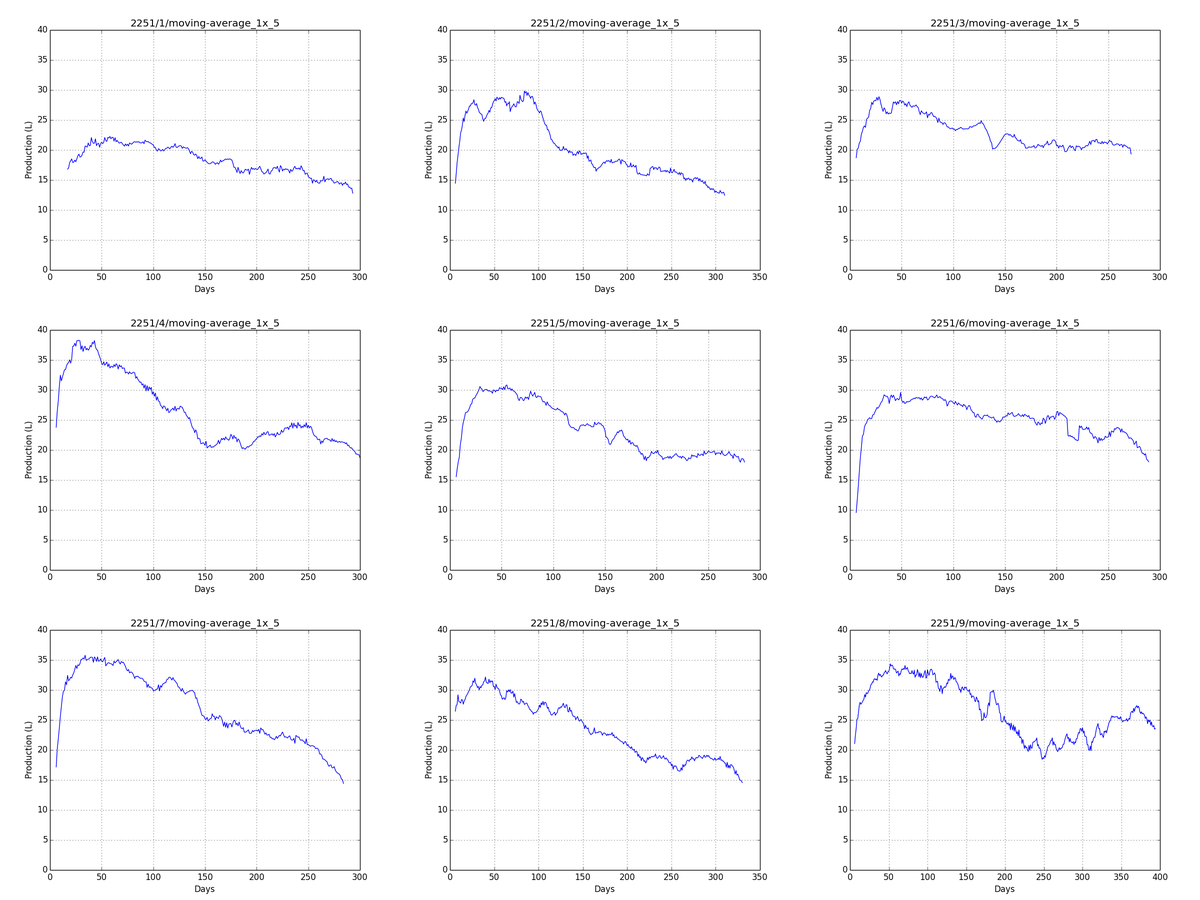 2251/1/moving-average_1x_5
40
35
30
25
20
15
10
5
0
Production (L)
0 50 100 150 200 250 300
Days
2251/2/moving-average_1x_5
40
35
30
25
20
15
10
5
0
Production (L)
0 50 100 150 200 250 300 350
Days
2251/3/moving-average_1x_5
40
35
30
25
20
15
10
5
0
Production (L)
0 50 100 150 200 250 300
Days
2251/4/moving-average_1x_5
40
35
30
25
20
15
10
5
0
Production (L)
0 50 100 150 200 250 300
Days
2251/5/moving-average_1x_5
40
35
30
25
20
15
10
5
0
Production (L)
0 50 100 150 200 250 300
Days
2251/6/moving-average_1x_5
40
35
30
25
20
15
10
5
0
Production (L)
0 50 100 150 200 250 300
Days
2251/7/moving-average_1x_5
40
35
30
25
20
15
10
5
0
Production (L)
0 50 100 150 200 250 300
Days
2251/8/moving-average_1x_5
40
35
30
25
20
15
10
5
0
Production (L)
0 50 100 150 200 250 300 350
Days
2251/9/moving-average_1x_5
40
35
30
25
20
15
10
5
0
Production (L)
0 50 100 150 200 250 300 350 400
Days